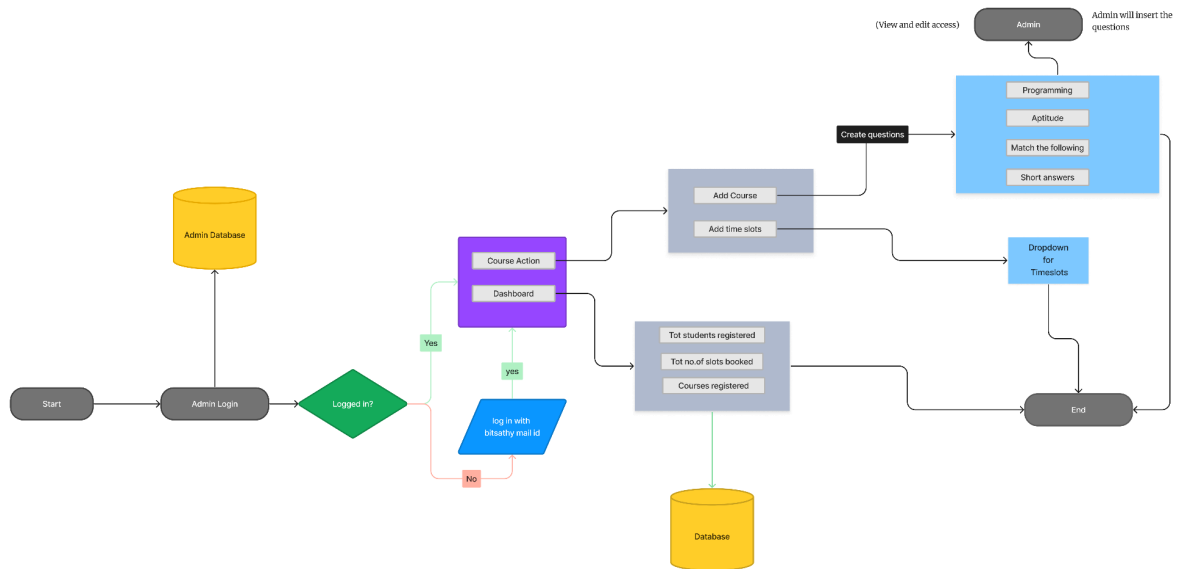 (View and edit access)
Admin
Admin will insert the
questions
Programming
Aptitude
Match the following
Short answers
Create questions
Add Course
Add time slots
Admin Database
Course Action
Dashboard
Dropdown
for
Timeslots
Yes
yes
Tot students registered
Tot no.of slots booked
Courses registered
Start
Admin Login
Logged In?
log in with
bitsathy mail id
End
No
Database